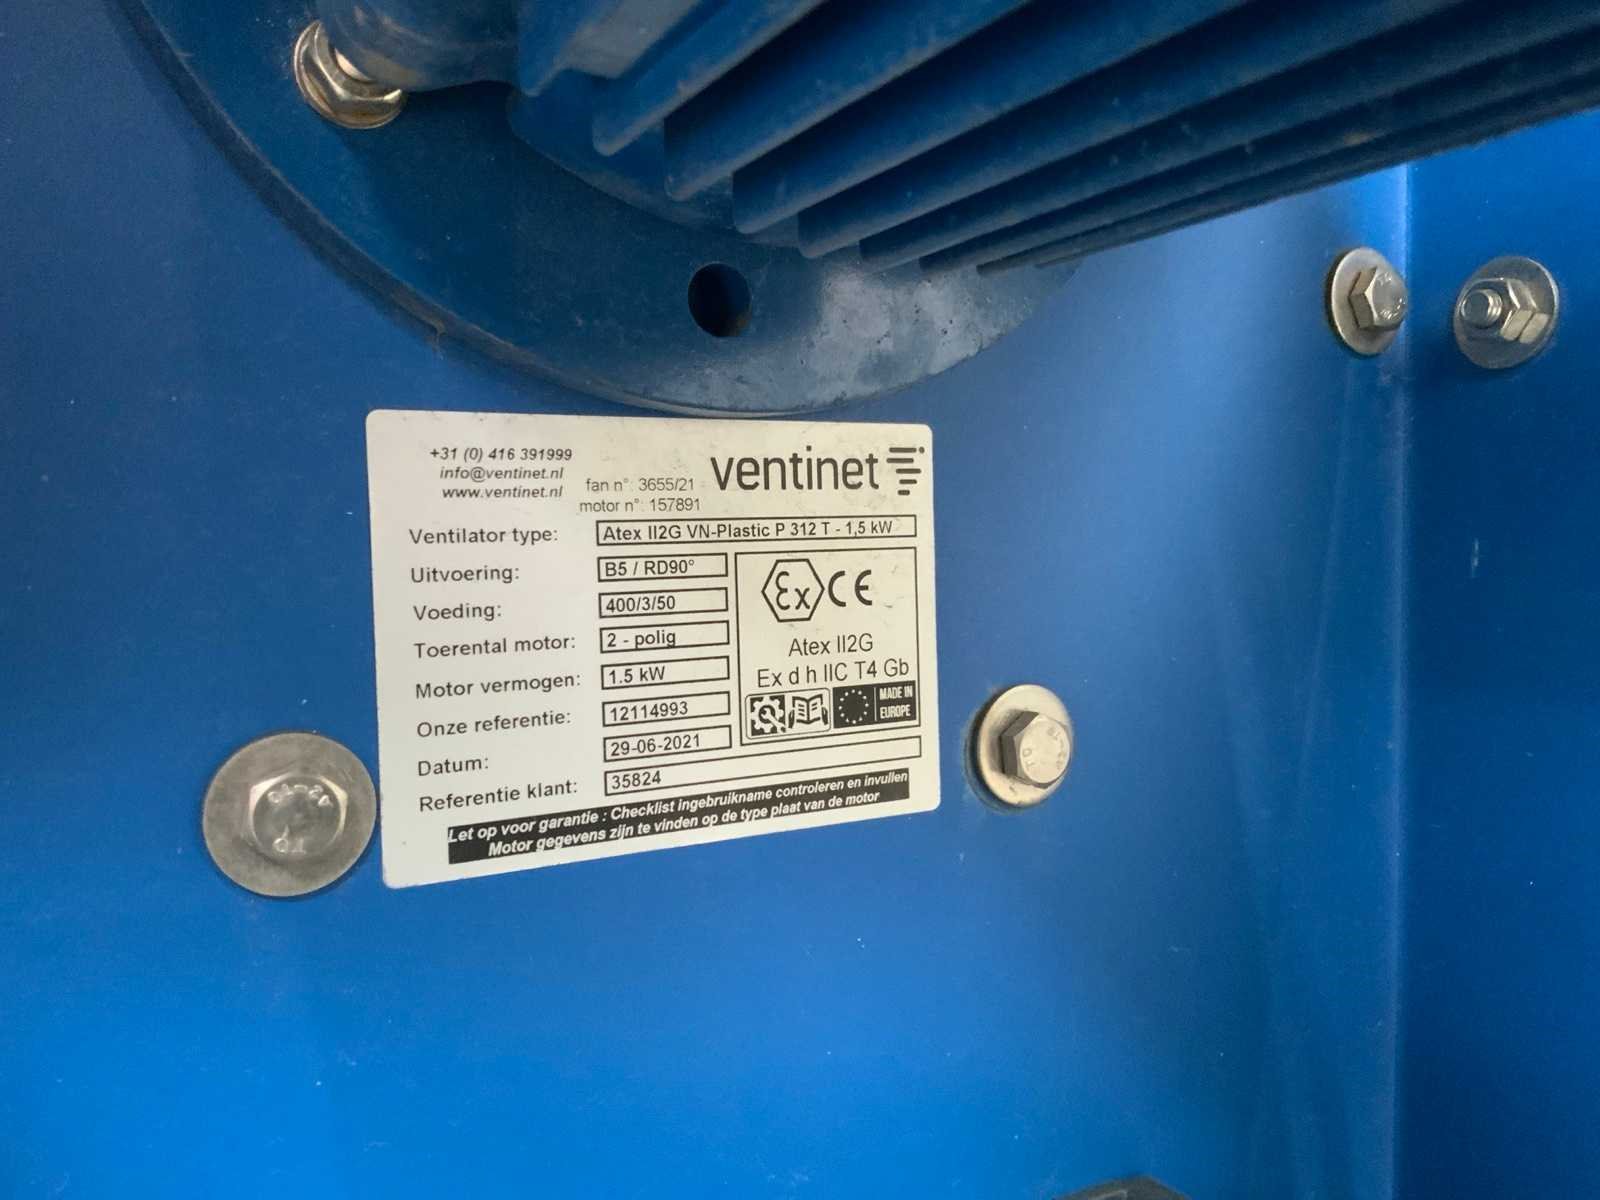 +31 (0) 416 391999
info@ventinet.nl
www.ventinet.nl
fan n°: 3655/21
motor n°: 157891
ventinet
Ventilator type: Atex II2G VN-Plastic P 312 T - 1,5 kW
Uitvoering: B5 / RD90°
Voeding: 400/3/50
Toerental motor: 2 - polig
Motor vermogen: 1.5 kW
Onze referentie: 12114993
Datum: 29-06-2021
Referentie klant: 35824
Ex CE
Atex II2G
Ex d h IIC T4 Gb
MADE IN
EUROPE
Let op voor garantie : Checklist ingebruikname controleren en invullen
Motor gegevens zijn te vinden op de type plaat van de motor